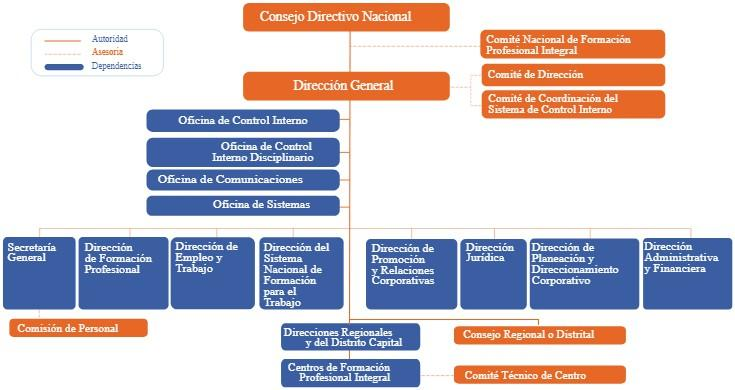 Consejo Directivo Nacional
Autoridad
Asesoría
Dependencias
Comité Nacional de Formación
Profesional Integral
Dirección General
Comité de Dirección
Comité de Coordinación del
Sistema de Control Interno
Oficina de Control Interno
Oficina de Control
Interno Disciplinario
Oficina de Comunicaciones
Oficina de Sistemas
Secretaría
General
Dirección
de Formación
Profesional
Dirección de
Empleo y
Trabajo
Dirección del
Sistema
Nacional de
Formación
para el
Trabajo
Dirección de
Promoción
y Relaciones
Corporativas
Dirección
Jurídica
Dirección de
Planeación y
Direccionamiento
Corporativo
Dirección
Administrativa
y Financiera
Comisión de Personal
Direcciones Regionales
y del Distrito Capital
Consejo Regional o Distrital
Centros de Formación
Profesional Integral
Comité Técnico de Centro